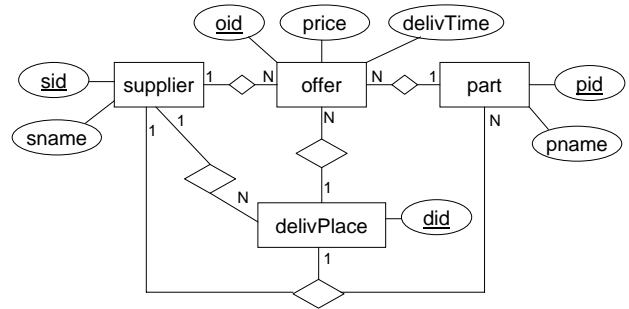 oid
price
delivTime
sid
supplier
1
N
offer
N
1
part
pid
sname
1
1
N
N
pname
N
1
delivPlace
did
1